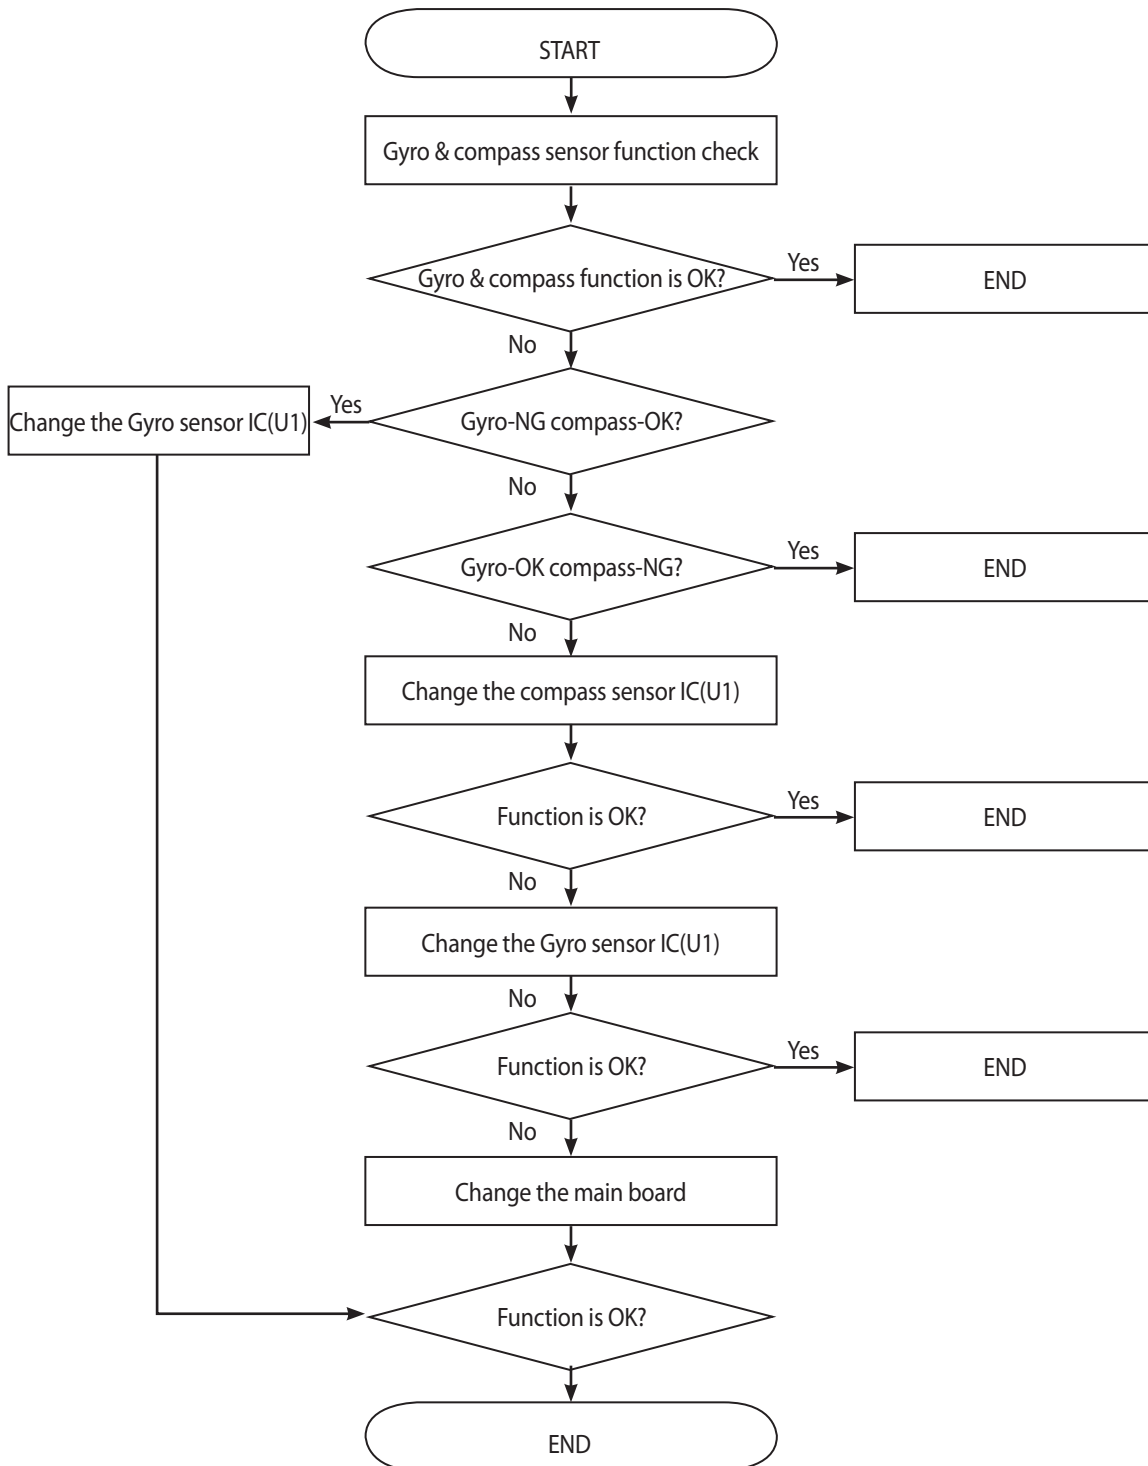 START
Gyro & compass sensor function check
Gyro & compass function is OK?
Yes
END
No
Change the Gyro sensor IC(U1)
Yes
Gyro-NG compass-OK?
No
Gyro-OK compass-NG?
Yes
END
No
Change the compass sensor IC(U1)
Function is OK?
Yes
END
No
Change the Gyro sensor IC(U1)
No
Function is OK?
Yes
END
No
Change the main board
Function is OK?
END